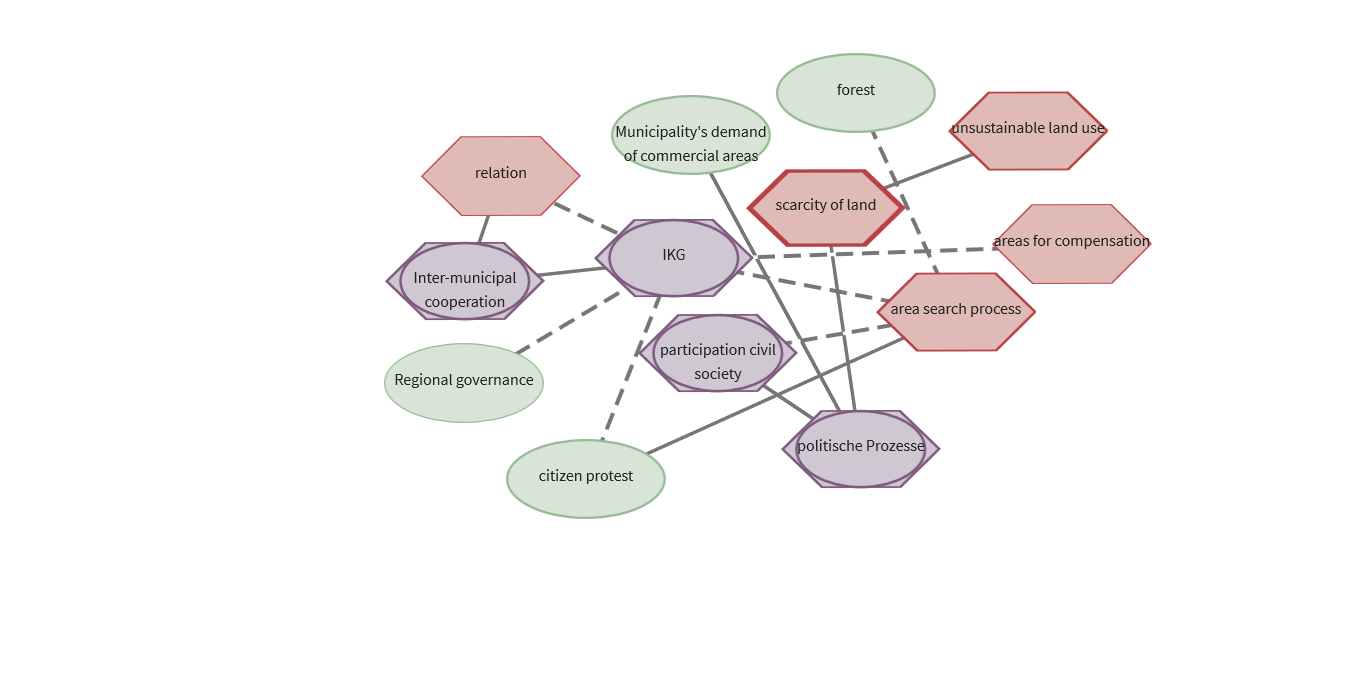 forest
Municipality's demand
of commercial areas
unsustainable land use
relation
scarcity of land
areas for compensation
IKG
Inter-municipal
cooperation
area search process
participation civil
society
Regional governance
politische Prozesse
citizen protest